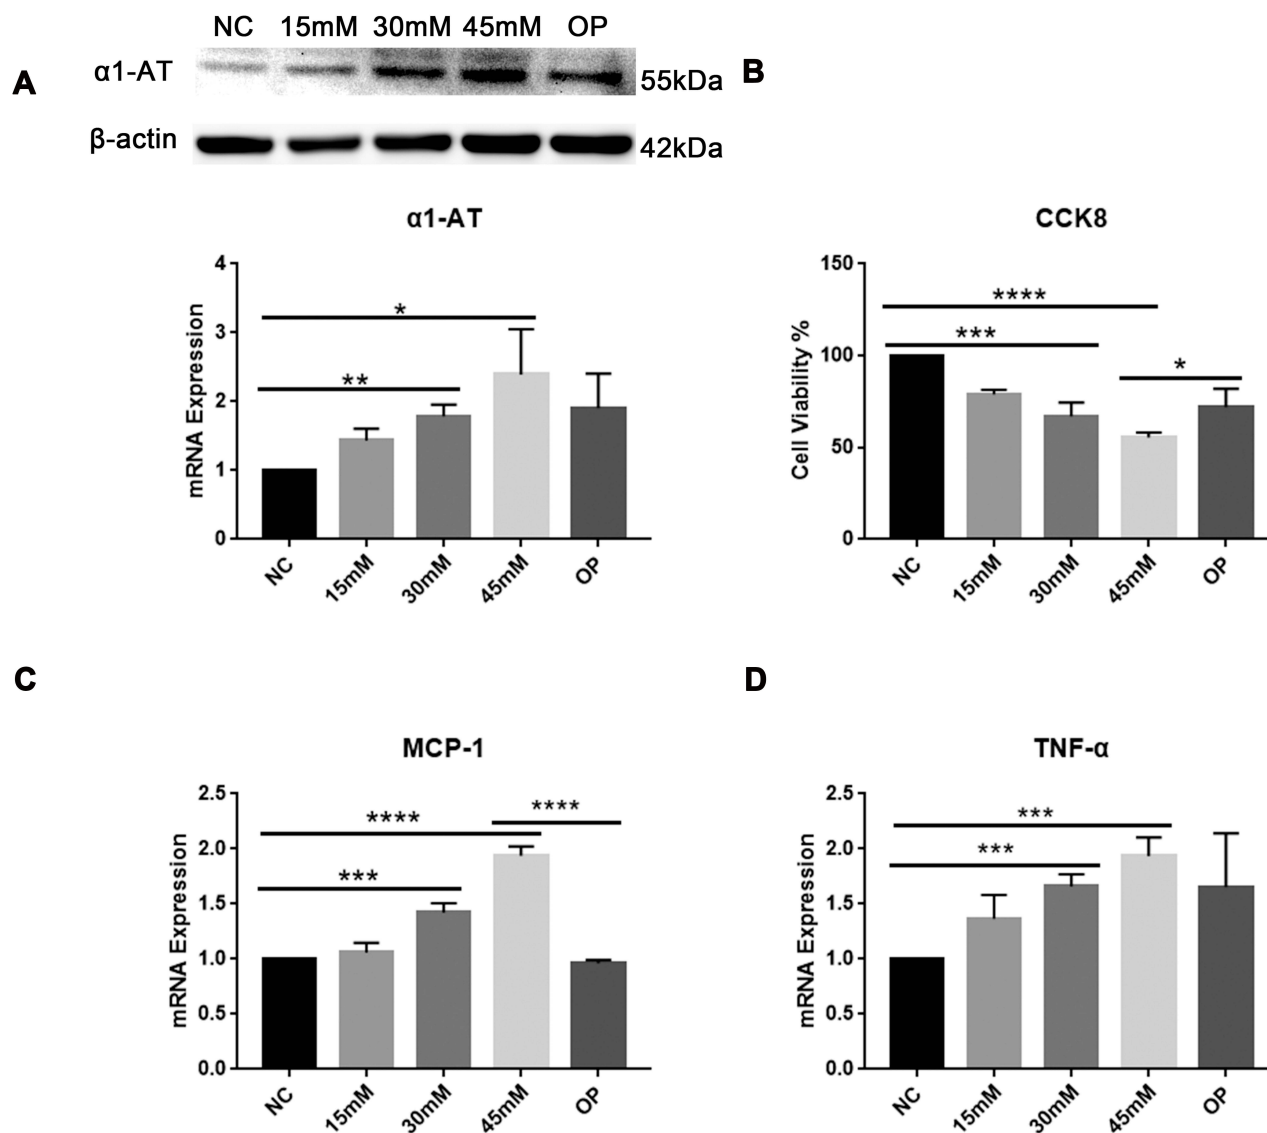 NC 15mM 30mM 45mM OP
A
α1-AT
55kDa
β-actin
42kDa
α1-AT
mRNA Expression
4
3
2
1
0
*
**
NC
15mM
30mM
45mM
OP
B
CCK8
Cell Viability %
150
100
50
0
****
***
*
NC
15mM
30mM
45mM
OP
C
MCP-1
mRNA Expression
2.5
2.0
1.5
1.0
0.5
0.0
****
****
***
NC
15mM
30mM
45mM
OP
D
TNF-α
mRNA Expression
2.5
2.0
1.5
1.0
0.5
0.0
***
***
NC
15mM
30mM
45mM
OP